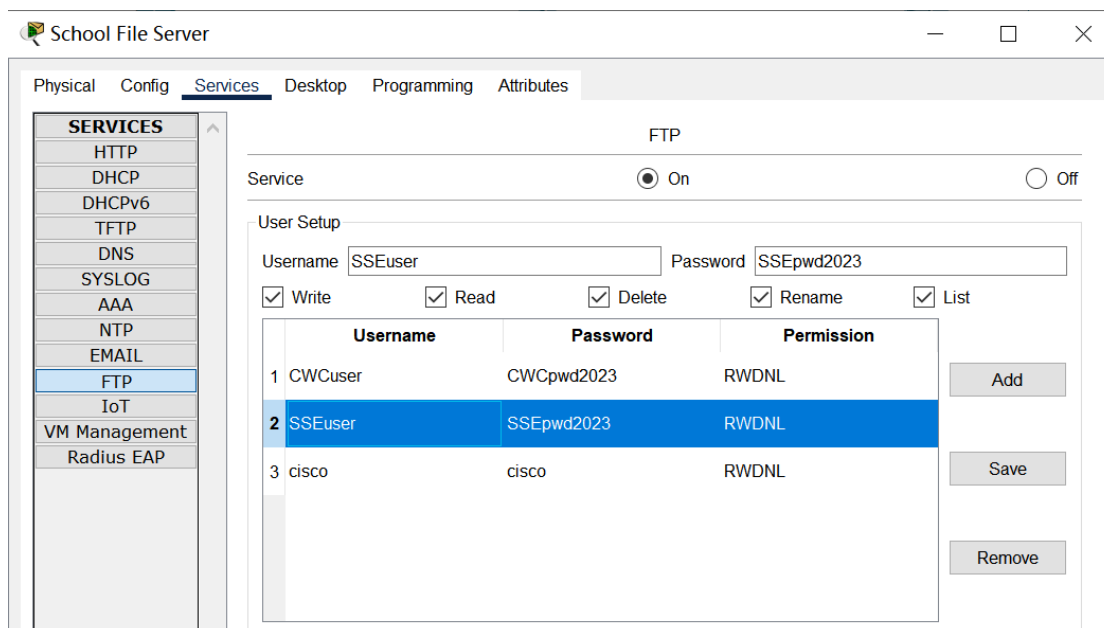 School File Server
Physical Config Services Desktop Programming Attributes
SERVICES
HTTP
DHCP
DHCPv6
TFTP
DNS
SYSLOG
AAA
NTP
EMAIL
FTP
IoT
VM Management
Radius EAP
FTP
Service On Off
User Setup
Username SSEuser Password SSEpwd2023
Write Read Delete Rename List
Username Password Permission
1 CWCuser CWCpwd2023 RWDNL
2 SSEuser SSEpwd2023 RWDNL
3 cisco cisco RWDNL
Add
Save
Remove